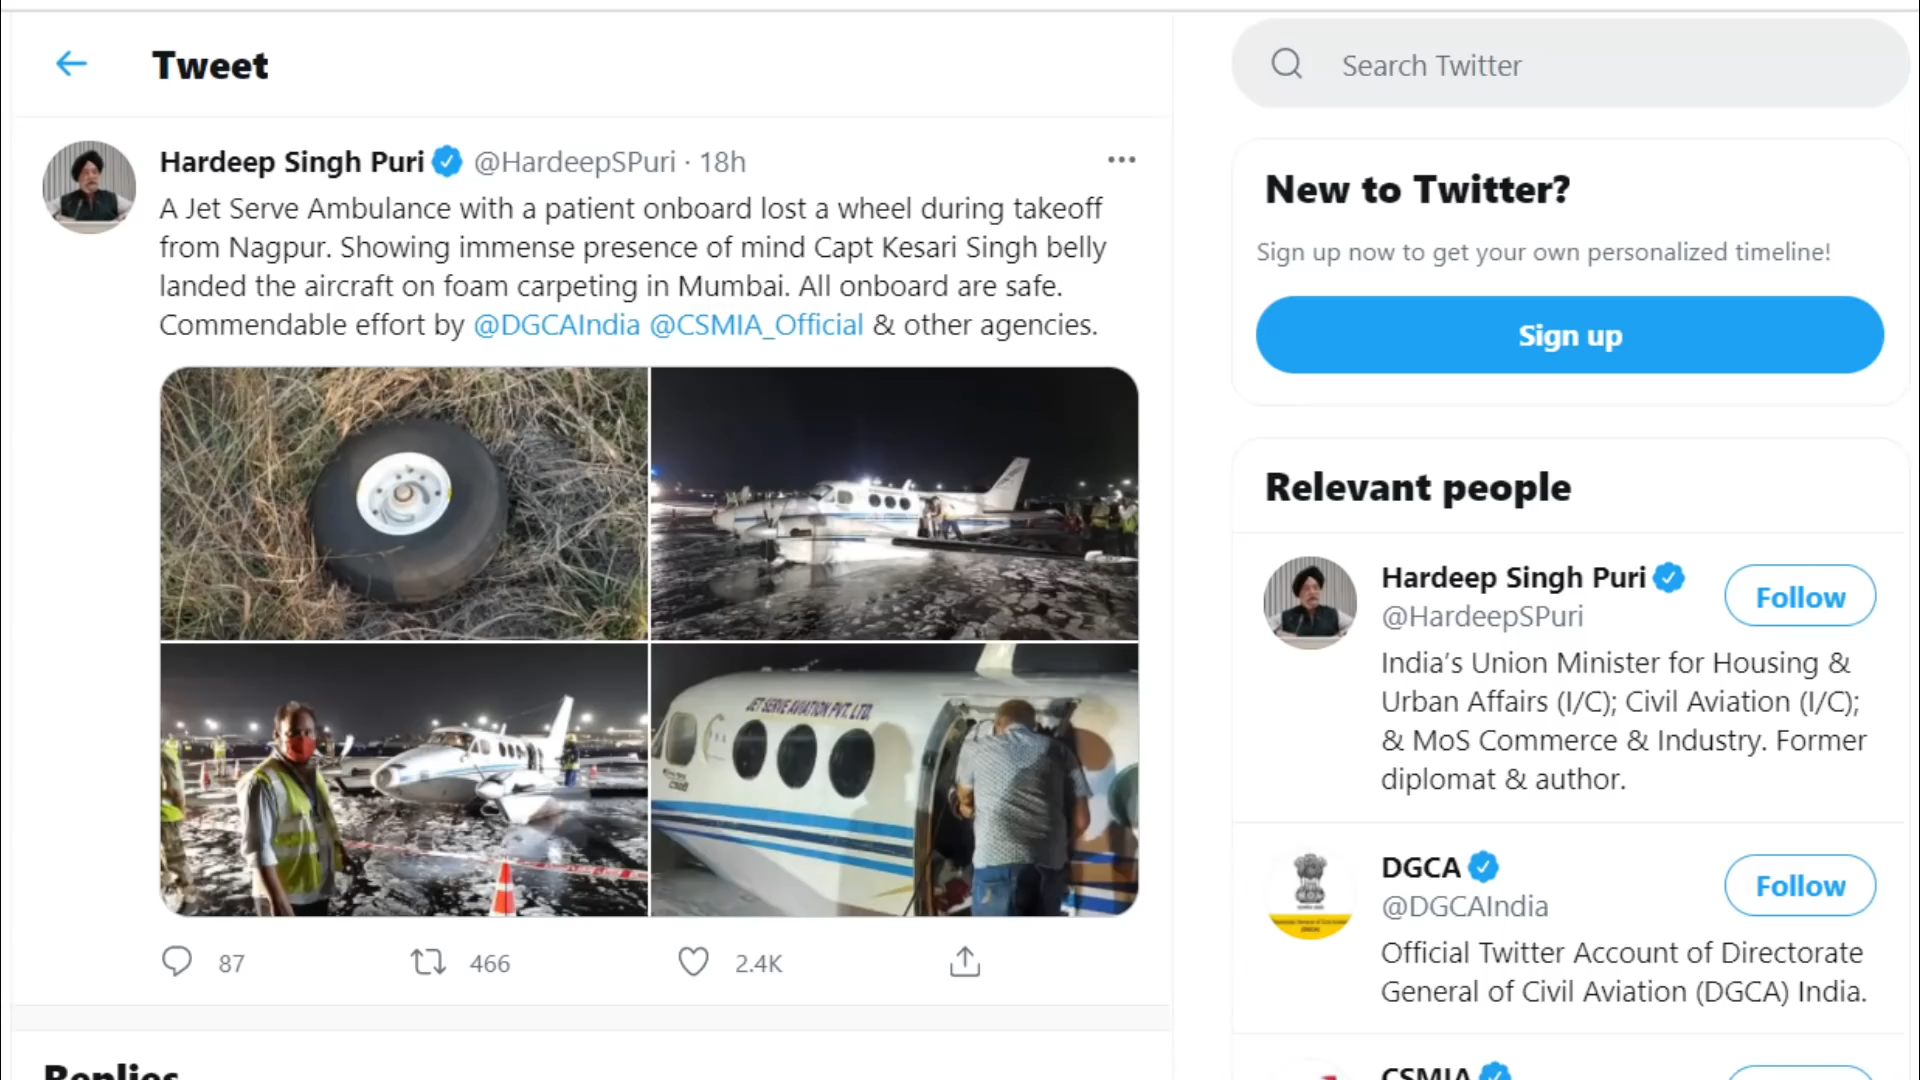 Tweet
Hardeep Singh Puri @HardeepSPuri · 18h
A Jet Serve Ambulance with a patient onboard lost a wheel during takeoff
from Nagpur. Showing immense presence of mind Capt Kesari Singh belly
landed the aircraft on foam carpeting in Mumbai. All onboard are safe.
Commendable effort by @DGCAIndia @CSMIA_Official & other agencies.
JET SERVE AVIATION PVT. LTD.
87
466
2.4K
Replies
Search Twitter
New to Twitter?
Sign up now to get your own personalized timeline!
Sign up
Relevant people
Hardeep Singh Puri
@HardeepSPuri
Follow
India’s Union Minister for Housing &
Urban Affairs (I/C); Civil Aviation (I/C);
& MoS Commerce & Industry. Former
diplomat & author.
DGCA
@DGCAIndia
Follow
Official Twitter Account of Directorate
General of Civil Aviation (DGCA) India.
CSMIA